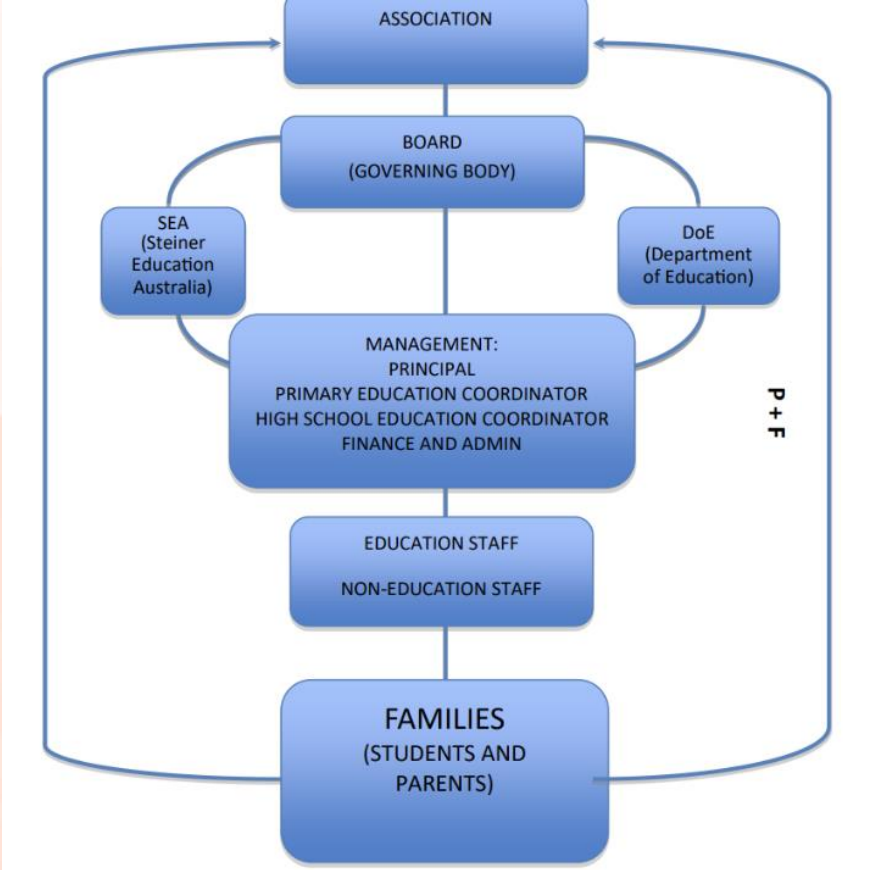 ASSOCIATION
BOARD
(GOVERNING BODY)
SEA
(Steiner
Education
Australia)
DoE
(Department
of Education)
MANAGEMENT:
PRINCIPAL
PRIMARY EDUCATION COORDINATOR
HIGH SCHOOL EDUCATION COORDINATOR
FINANCE AND ADMIN
P + F
EDUCATION STAFF
NON-EDUCATION STAFF
FAMILIES
(STUDENTS AND
PARENTS)